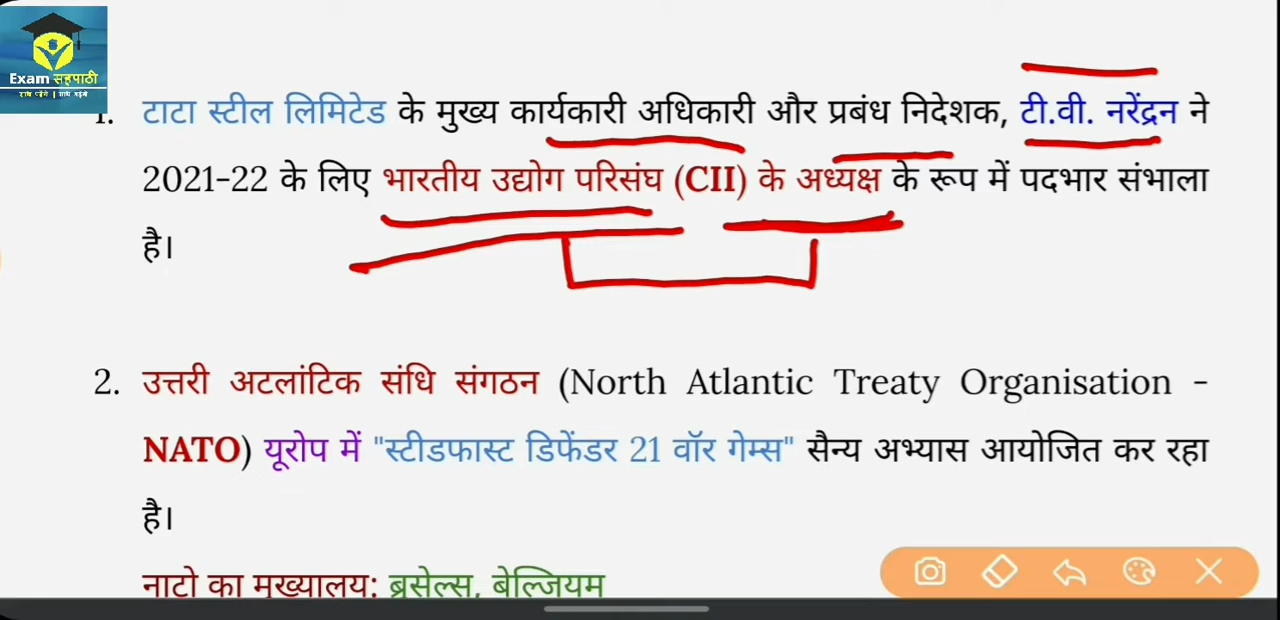 Exam सहपाठी
साथ पढ़ेंगे | साथ बढ़ेंगे
1. टाटा स्टील लिमिटेड के मुख्य कार्यकारी अधिकारी और प्रबंध निदेशक, टी.वी. नरेंद्रन ने
2021-22 के लिए भारतीय उद्योग परिसंघ (CII) के अध्यक्ष के रूप में पदभार संभाला
है।
2. उत्तरी अटलांटिक संधि संगठन (North Atlantic Treaty Organisation -
NATO) यूरोप में "स्टीडफास्ट डिफेंडर 21 वॉर गेम्स" सैन्य अभ्यास आयोजित कर रहा
है।
नाटो का मुख्यालय: ब्रसेल्स, बेल्जियम